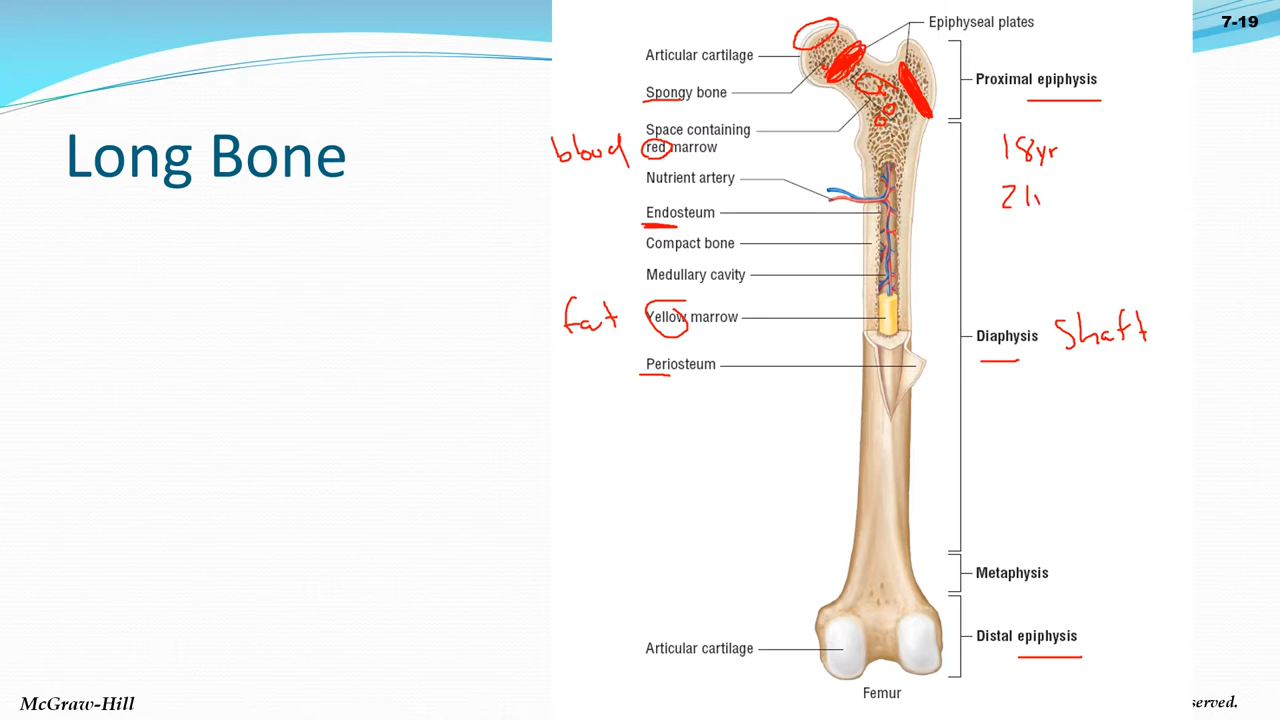 7-19
Long Bone
Epiphyseal plates
Articular cartilage
Proximal epiphysis
Spongy bone
Space containing
blood red marrow
18yr
Nutrient artery
Endosteum
Compact bone
Medullary cavity
fat Yellow marrow
Diaphysis shaft
Periosteum
Metaphysis
Distal epiphysis
Articular cartilage
Femur
McGraw-Hill
served.